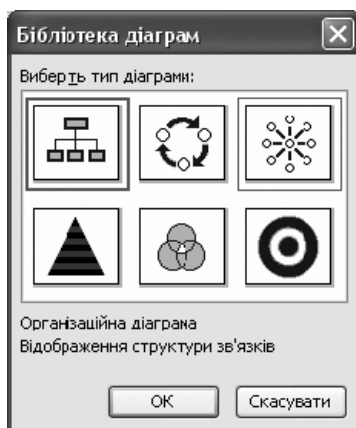 Бібліотека діаграм
Виберіть тип діаграми:
Організаційна діаграма
Відображення структури зв'язків
ОК
Скасувати